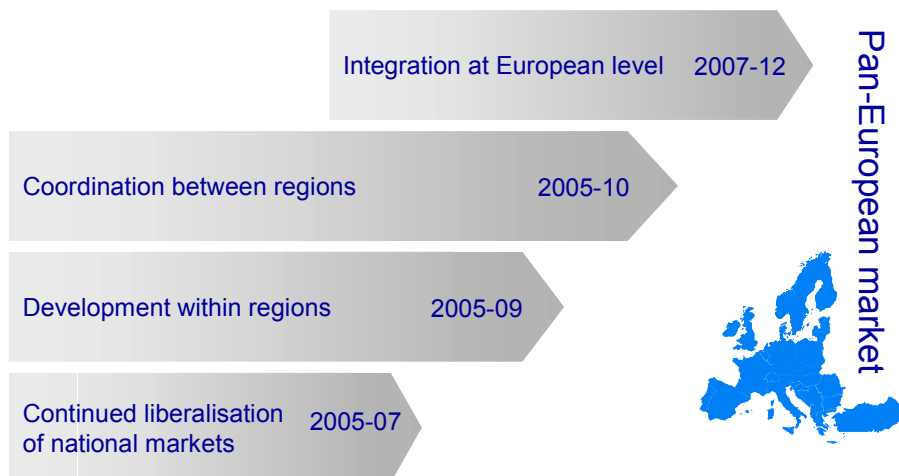 Integration at European level 2007-12
Coordination between regions 2005-10
Development within regions 2005-09
Continued liberalisation
of national markets 2005-07
Pan-European market